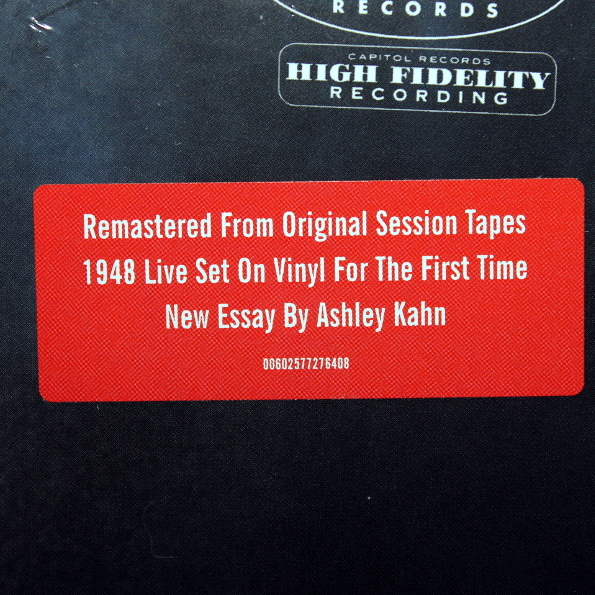 RECORDS
CAPITOL RECORDS
HIGH FIDELITY
RECORDING
Remastered From Original Session Tapes
1948 Live Set On Vinyl For The First Time
New Essay By Ashley Kahn
00602577276408